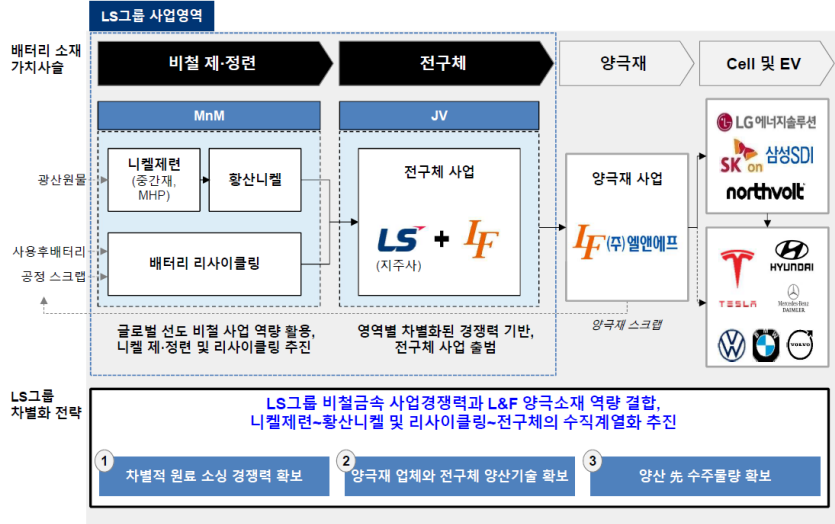 LS그룹 사업영역
배터리 소재
가치사슬
비철 제·정련
전구체
양극재
Cell 및 EV
MnM
JV
광산원물
니켈제련
(중간재,
MHP)
황산니켈
사용후배터리
공정 스크랩
배터리 리사이클링
전구체 사업
LS + LF
(지주사)
양극재 사업
LF (주)엘앤에프
양극재 스크랩
LG에너지솔루션
SK on
삼성SDI
northvolt
TESLA
HYUNDAI
Mercedes-Benz
DAIMLER
VOLVO
글로벌 선도 비철 사업 역량 활용,
니켈 제·정련 및 리사이클링 추진
영역별 차별화된 경쟁력 기반,
전구체 사업 출범
LS그룹
차별화 전략
LS그룹 비철금속 사업경쟁력과 L&F 양극소재 역량 결합,
니켈제련~황산니켈 및 리사이클링~전구체의 수직계열화 추진
1 차별적 원료 소싱 경쟁력 확보
2 양극재 업체와 전구체 양산기술 확보
3 양산 先 수주물량 확보